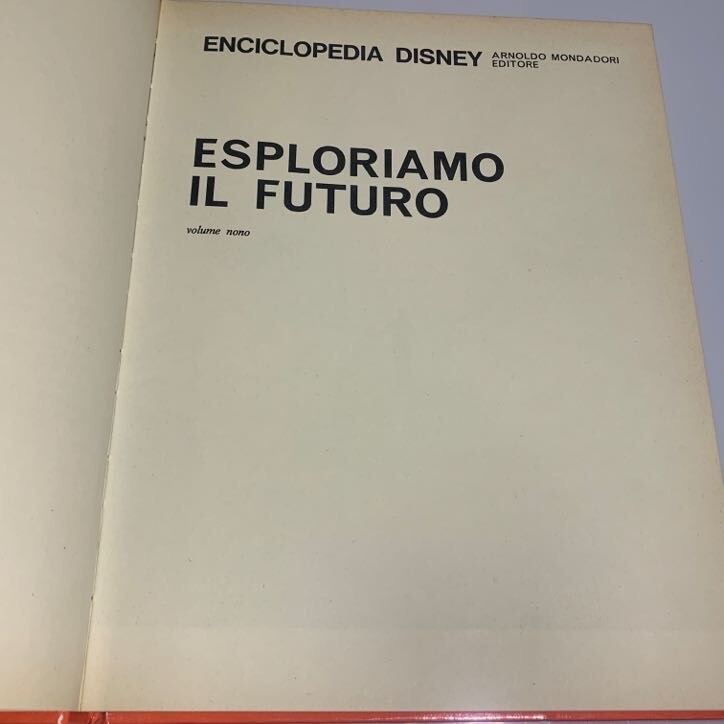 ENCICLOPEDIA DISNEY ARNOLDO MONDADORI
EDITORE
ESPLORIAMO
IL FUTURO
volume nono